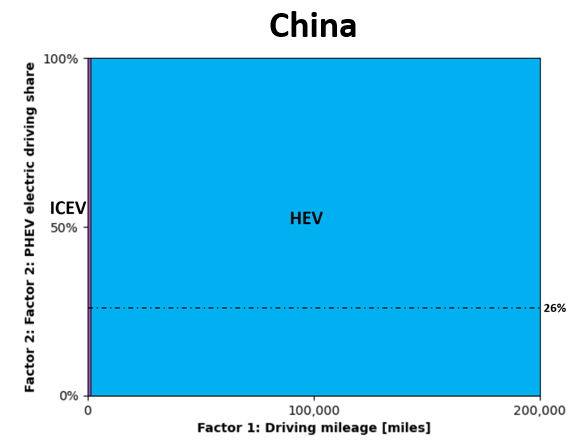 China
100%
Factor 2: Factor 2: PHEV electric driving share
ICEV
HEV
50%
26%
0%
0
100,000
200,000
Factor 1: Driving mileage [miles]